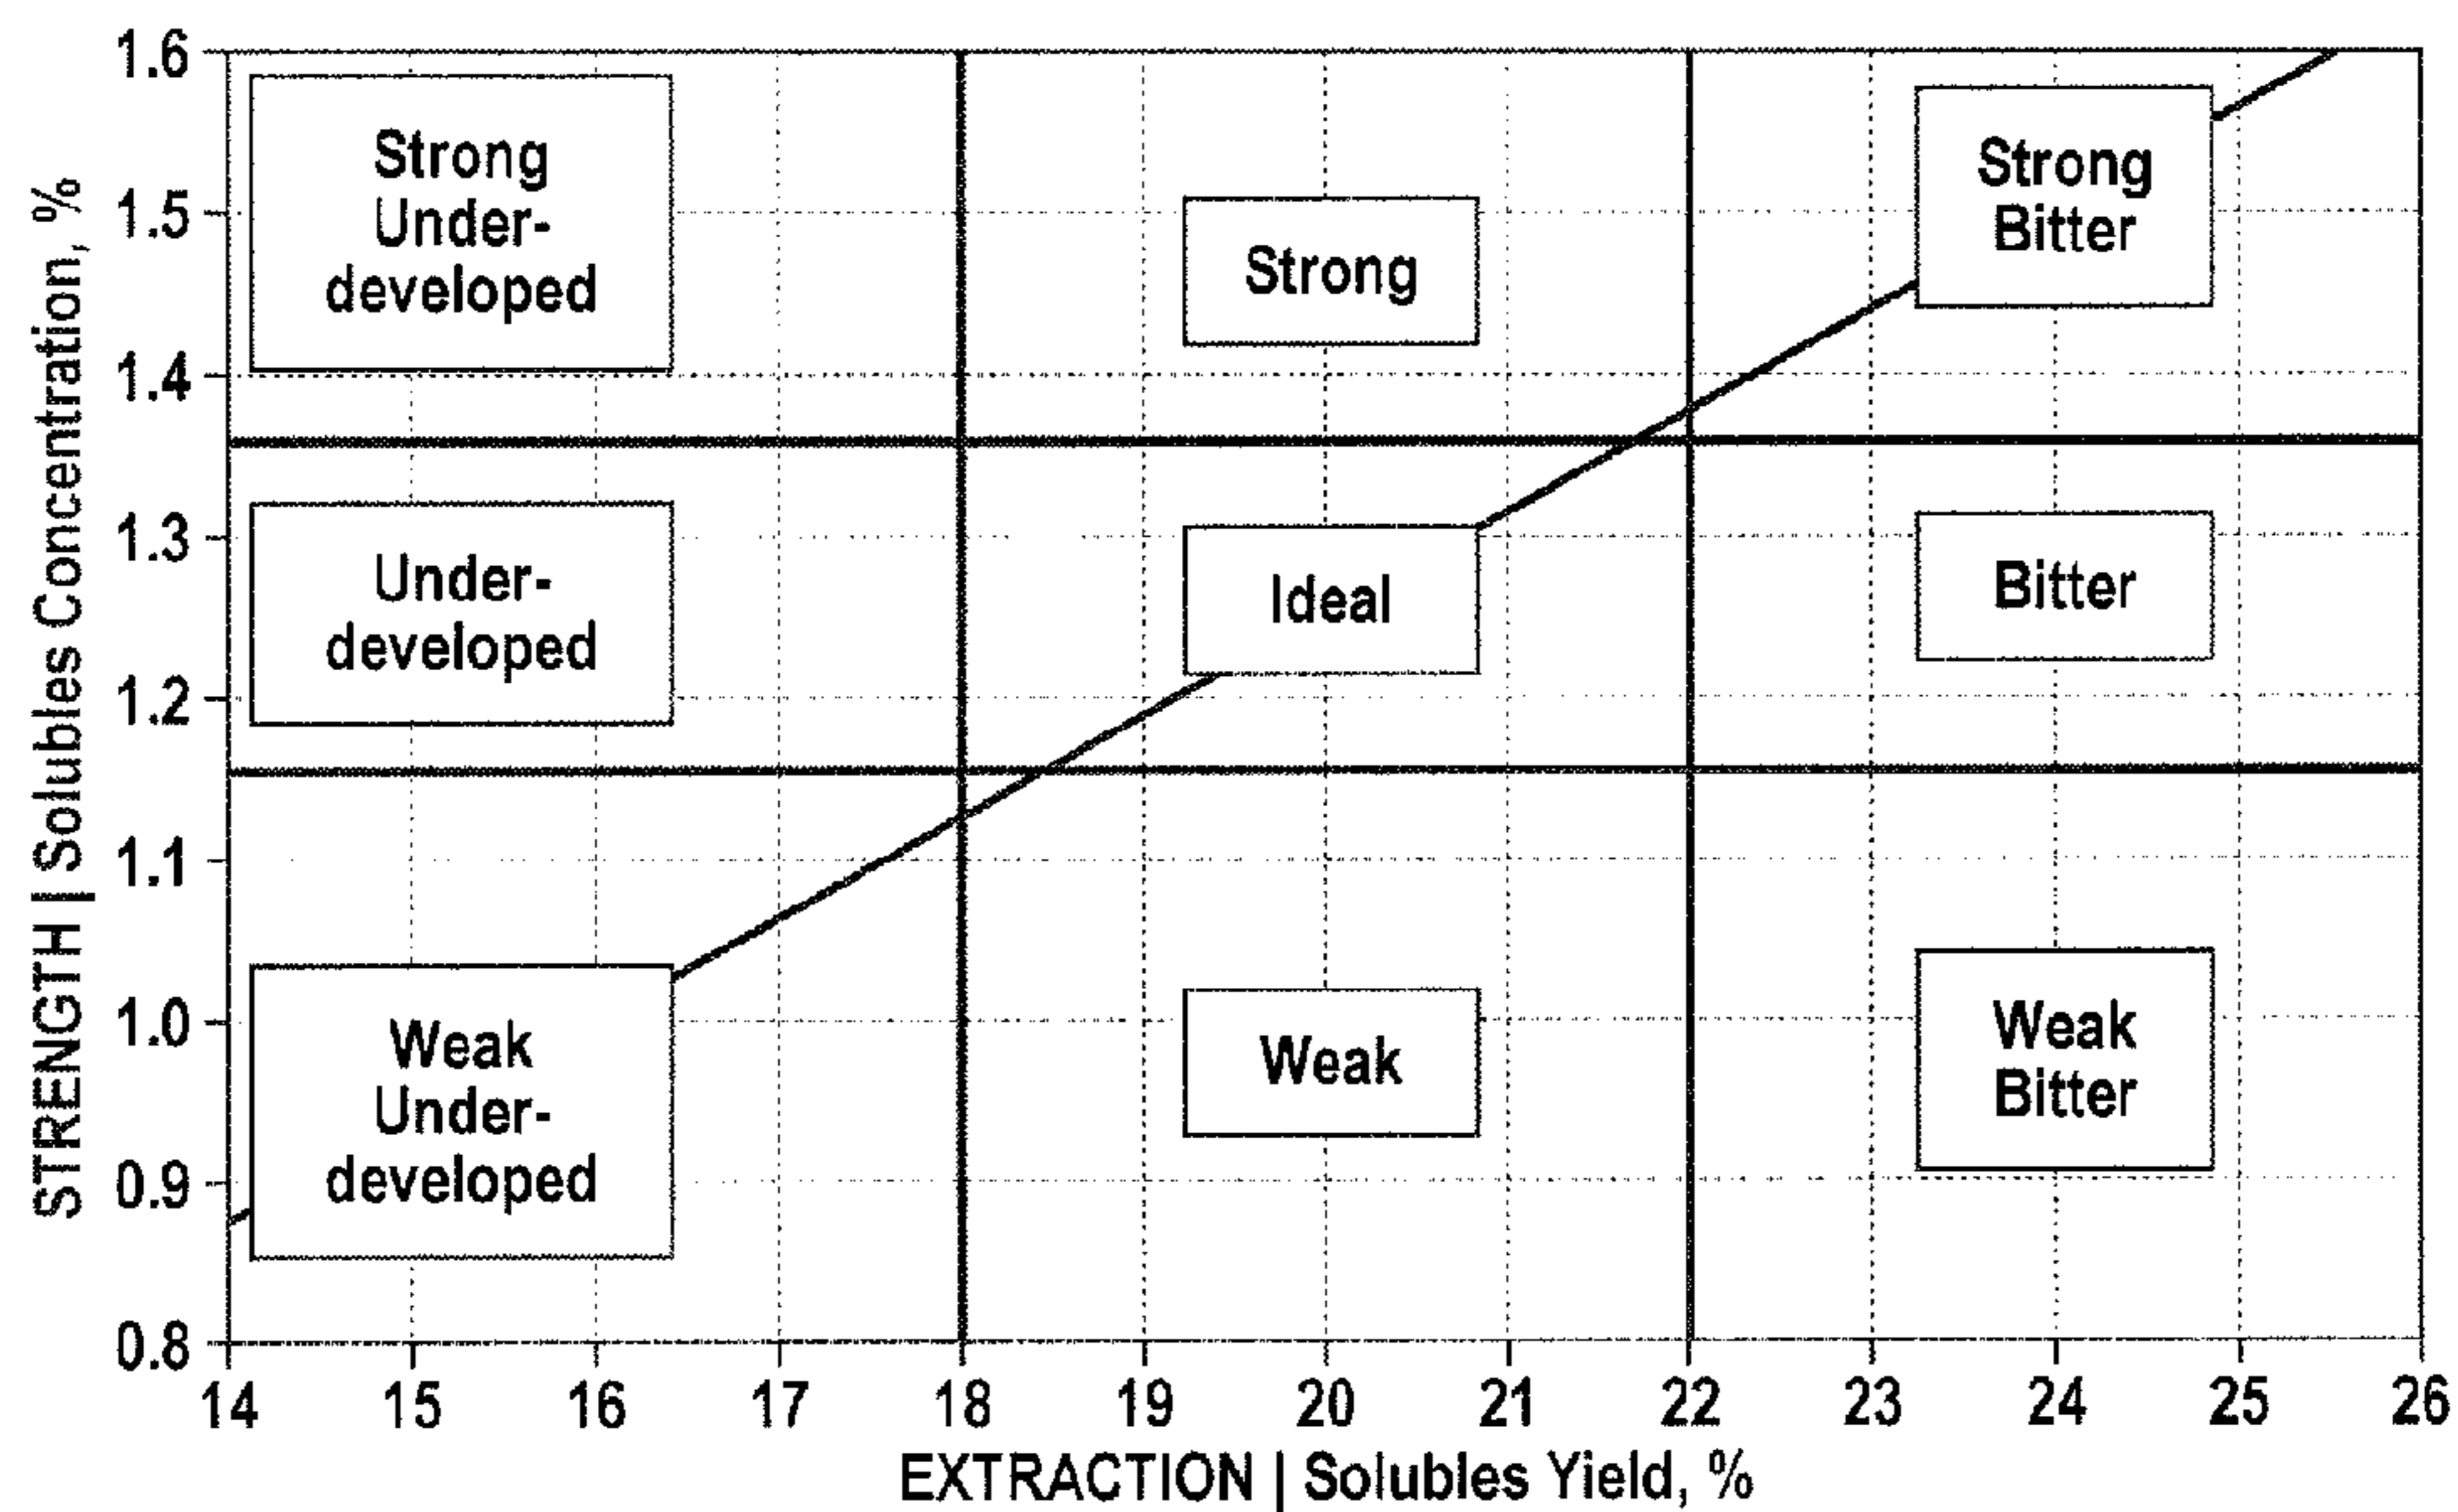 STRENGTH | Solubles Concentration, %
1.6
1.5
1.4
1.3
1.2
1.1
1.0
0.9
0.8
Strong
Under-
developed
Strong
Strong
Bitter
Under-
developed
Ideal
Bitter
Weak
Under-
developed
Weak
Weak
Bitter
14 15 16 17 18 19 20 21 22 23 24 25 26
EXTRACTION | Solubles Yield, %